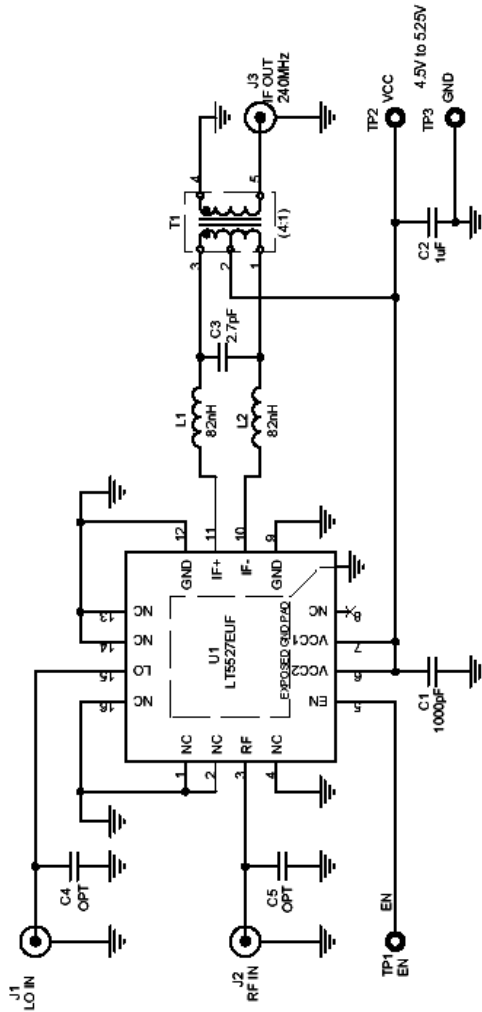 J1
LO IN
C4
OPT
J2
RF IN
C5
OPT
TP1
EN
EN
16
15
14
13
NC
LO
NC
NC
1
2
3
4
NC
NC
RF
NC
U1
LT5527EUF
EXPOSED GND PAD
12
11
10
9
GND
IF+
IF-
GND
EN
VCC2
VCC1
NC
5
6
7
8
C1
1000pF
L1
82nH
L2
82nH
C3
2.7pF
T1
3
2
1
4
5
(4:1)
J3
IF OUT
240MHz
TP2
VCC
4.5V to 5.25V
TP3
GND
C2
1uF